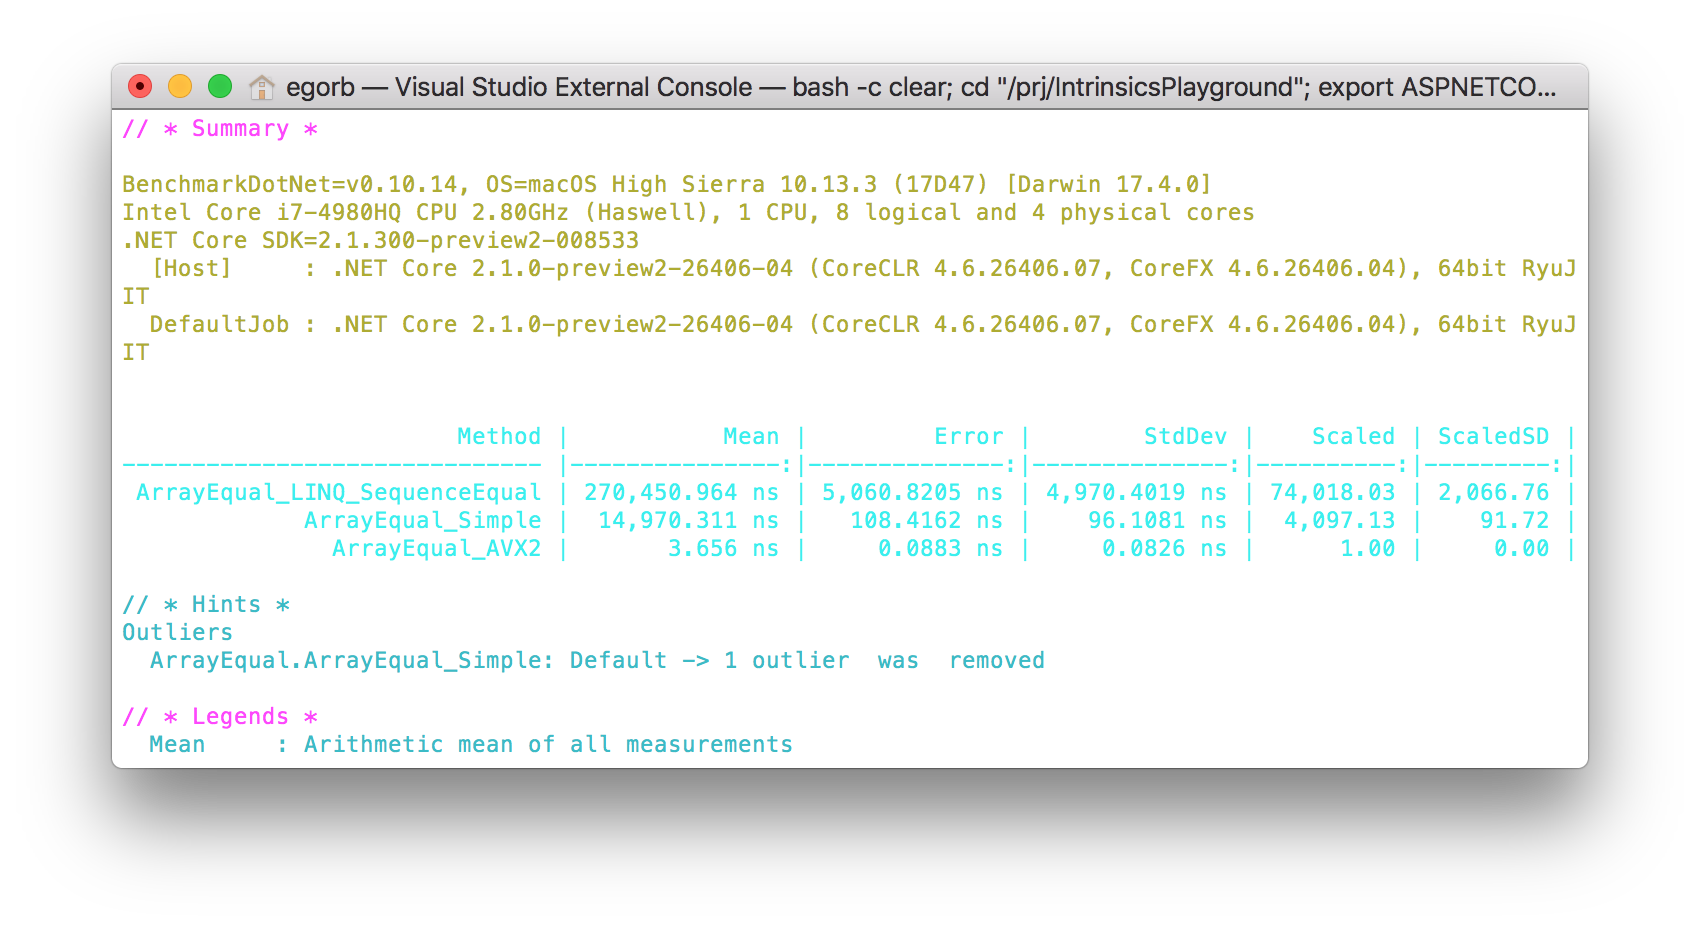 egorb — Visual Studio External Console — bash -c clear; cd "/prj/IntrinsicsPlayground"; export ASPNETCO...
// * Summary *
BenchmarkDotNet=v0.10.14, OS=macOS High Sierra 10.13.3 (17D47) [Darwin 17.4.0]
Intel Core i7-4980HQ CPU 2.80GHz (Haswell), 1 CPU, 8 logical and 4 physical cores
.NET Core SDK=2.1.300-preview2-008533
  [Host]     : .NET Core 2.1.0-preview2-26406-04 (CoreCLR 4.6.26406.07, CoreFX 4.6.26406.04), 64bit RyuJ
IT
  DefaultJob : .NET Core 2.1.0-preview2-26406-04 (CoreCLR 4.6.26406.07, CoreFX 4.6.26406.04), 64bit RyuJ
IT
                        Method |           Mean |         Error |        StdDev |    Scaled | ScaledSD |
------------------------------ |---------------:|--------------:|--------------:|----------:|---------:|
 ArrayEqual_LINQ_SequenceEqual | 270,450.964 ns | 5,060.8205 ns | 4,970.4019 ns | 74,018.03 | 2,066.76 |
             ArrayEqual_Simple |  14,970.311 ns |   108.4162 ns |    96.1081 ns |  4,097.13 |    91.72 |
               ArrayEqual_AVX2 |       3.656 ns |     0.0883 ns |     0.0826 ns |      1.00 |     0.00 |
// * Hints *
Outliers
  ArrayEqual.ArrayEqual_Simple: Default -> 1 outlier  was  removed
// * Legends *
  Mean     : Arithmetic mean of all measurements